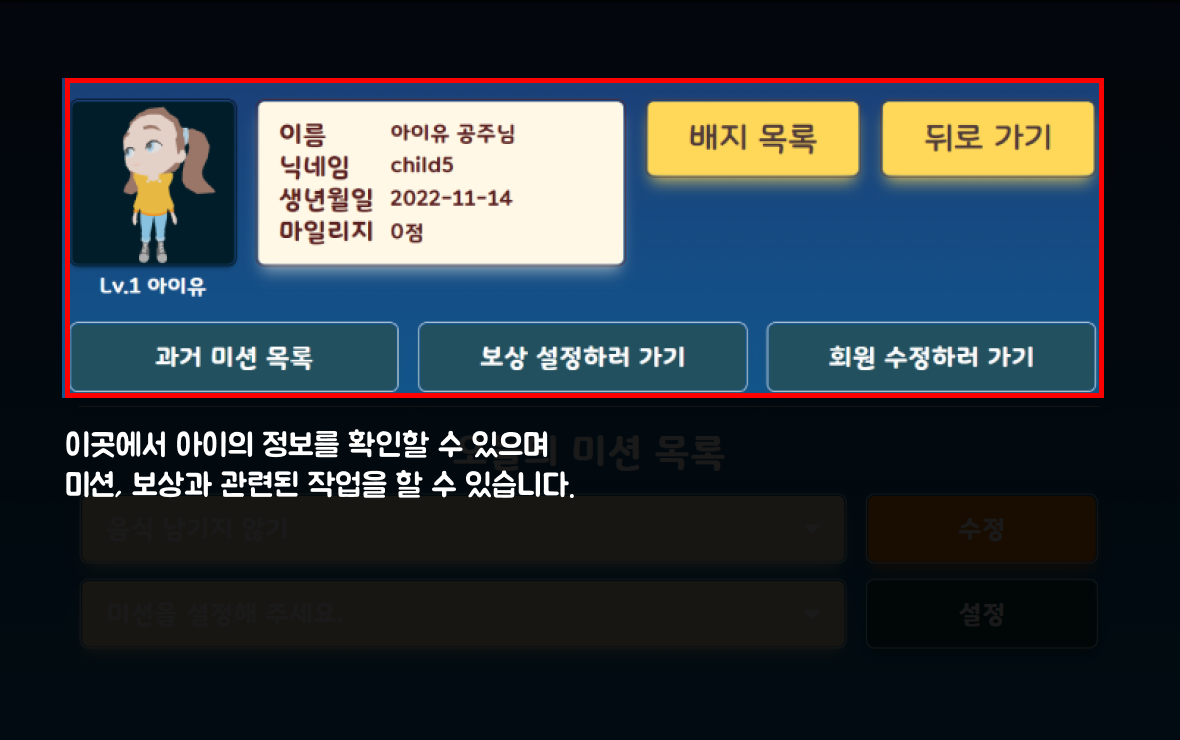 이름 아이유 공주님
닉네임 child5
생년월일 2022-11-14
마일리지 0점
배지 목록
뒤로 가기
Lv.1 아이유
과거 미션 목록
보상 설정하러 가기
회원 수정하러 가기
오늘의 미션 목록
이곳에서 아이의 정보를 확인할 수 있으며
미션, 보상과 관련된 작업을 할 수 있습니다.
음식 남기지 않기
수정
미션을 설정해 주세요.
설정